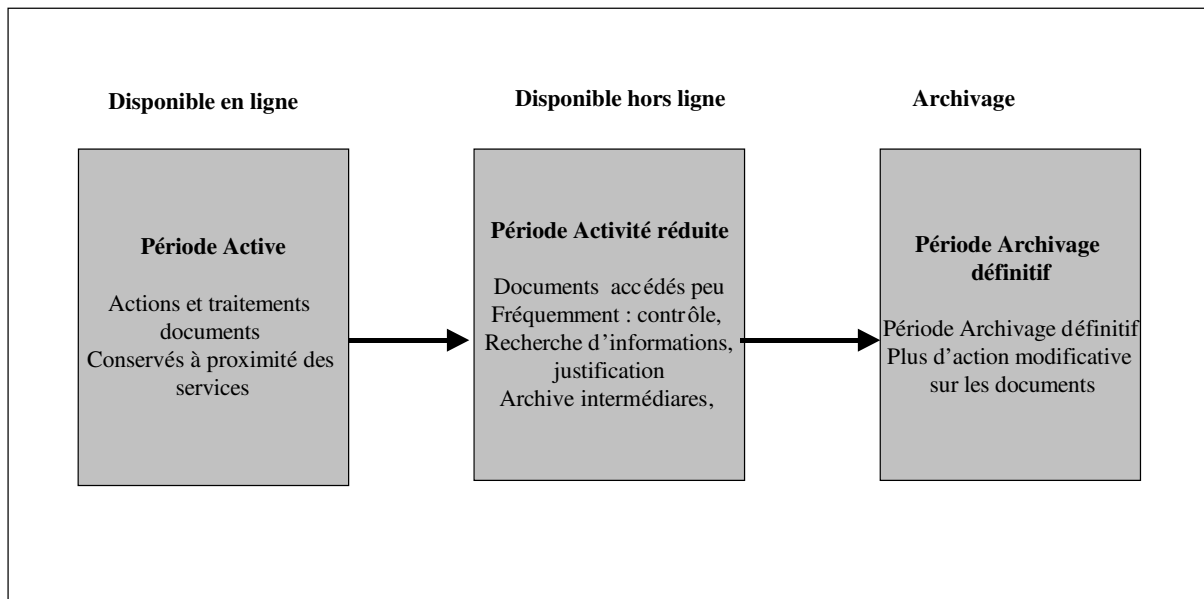 Disponible en ligne
Disponible hors ligne
Archivage
Période Active
Actions et traitements
documents
Conservés à proximité des
services
Période Activité réduite
Documents accédés peu
Fréquemment : contrôle,
Recherche d’informations,
justification
Archive intermédiares,
Période Archivage
définitif
Période Archivage définitif
Plus d’action modificative
sur les documents